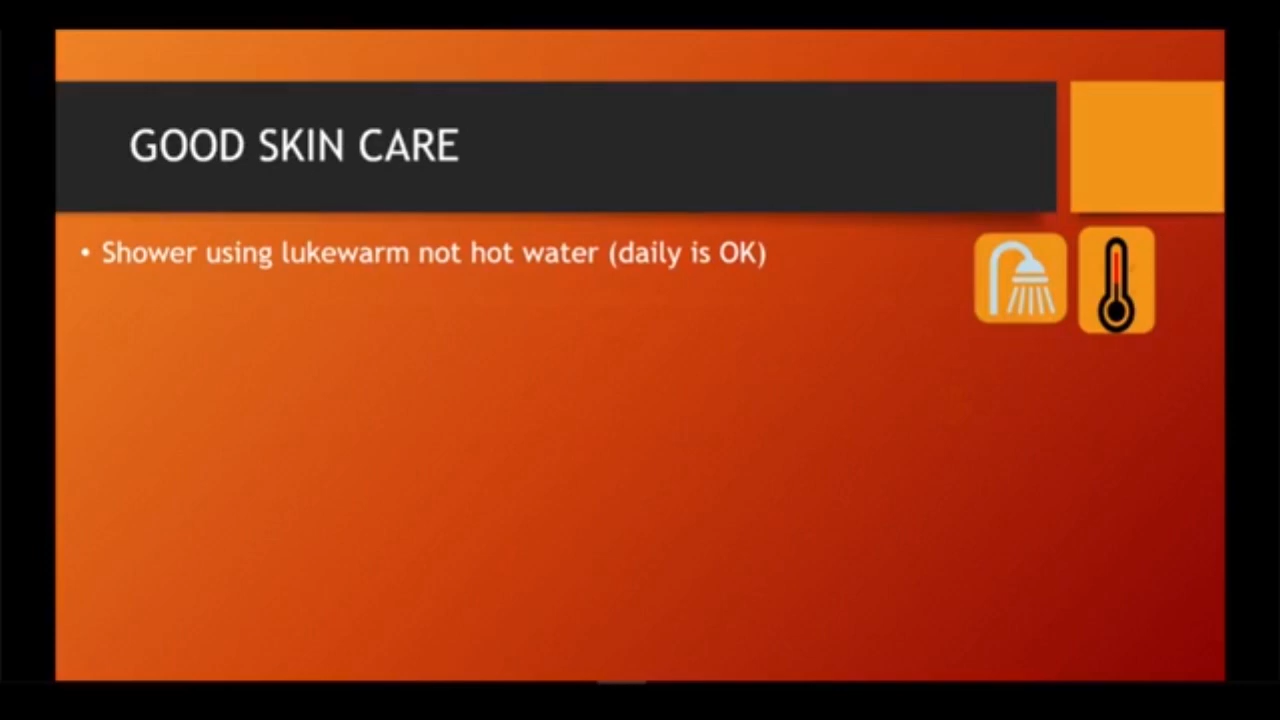 GOOD SKIN CARE
• Shower using lukewarm not hot water (daily is OK)